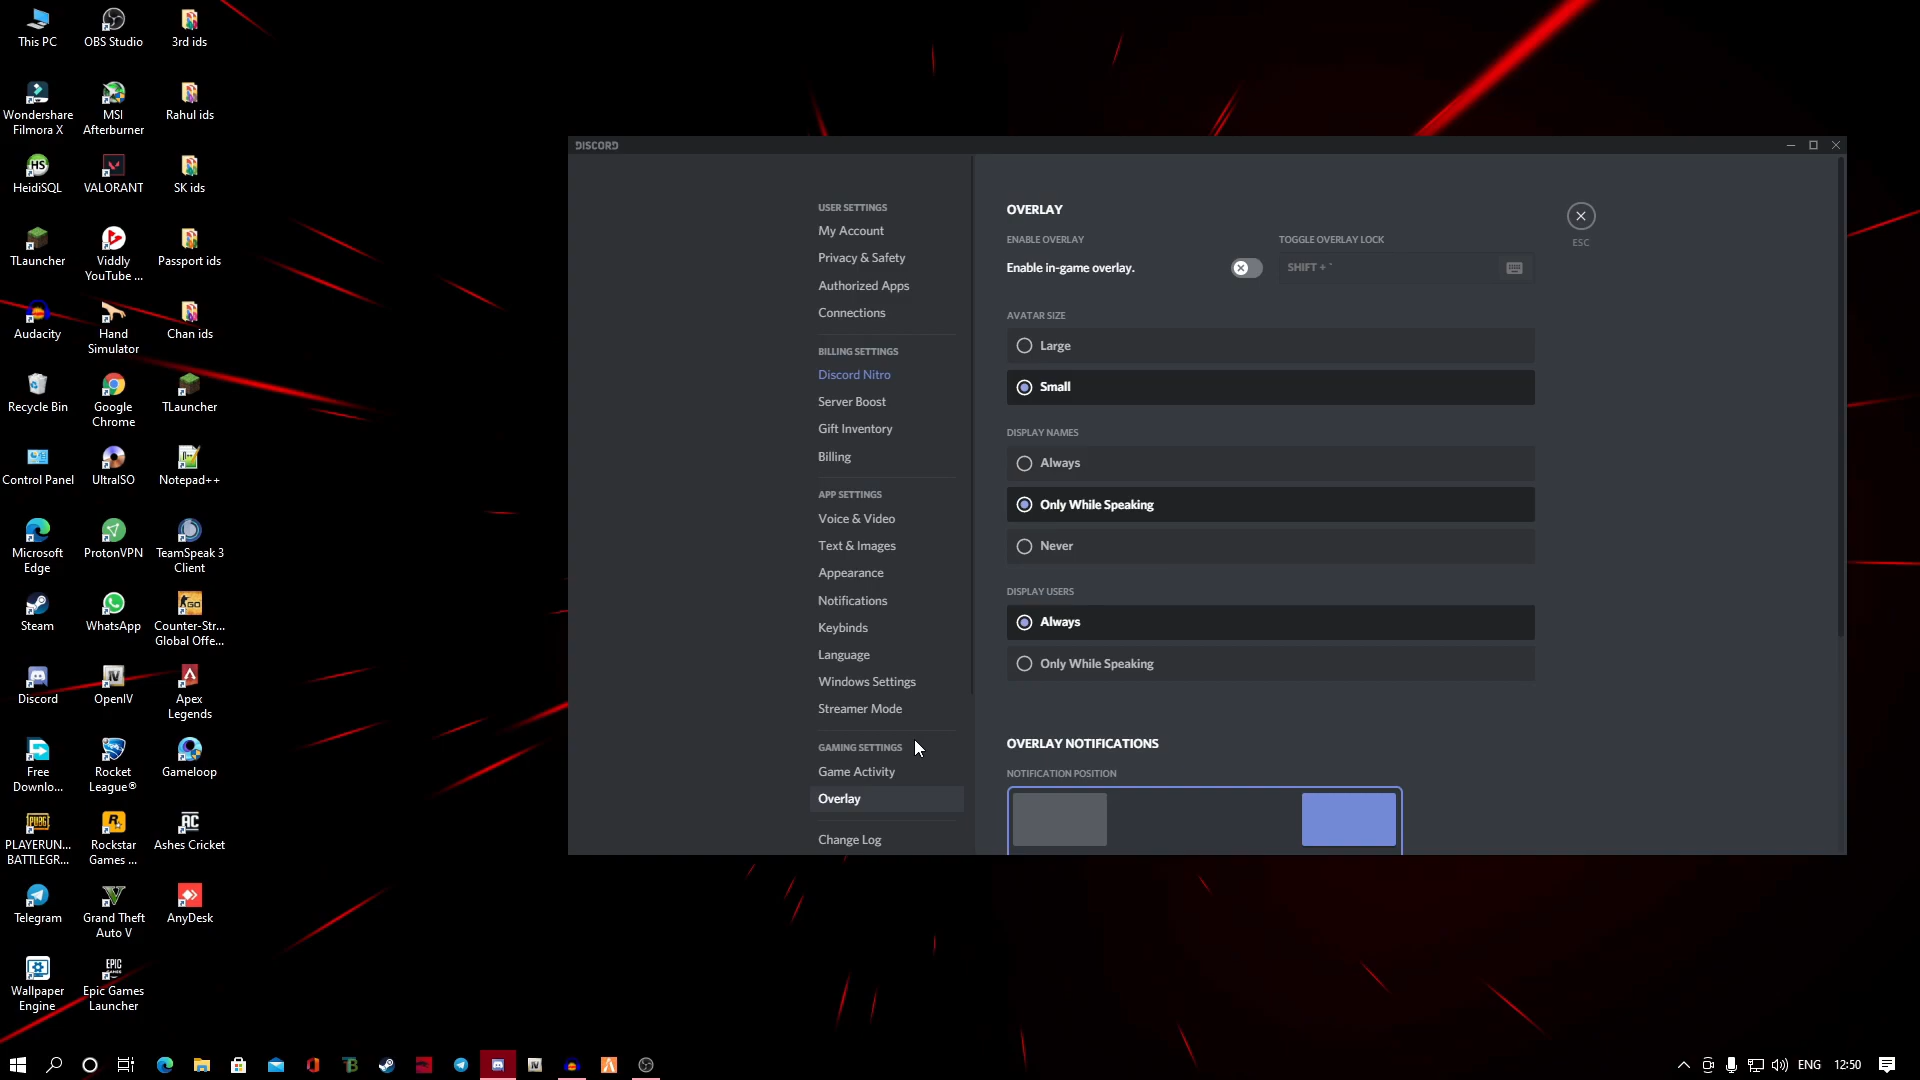 This PC
OBS Studio
3rd ids
Wondershare
Filmora X
MSI
Afterburner
Rahul ids
HeidiSQL
VALORANT
SK ids
TLauncher
Viddly
YouTube ...
Passport ids
Audacity
Hand
Simulator
Chan ids
Recycle Bin
Google
Chrome
TLauncher
Control Panel
UltraISO
Notepad++
Microsoft
Edge
ProtonVPN
TeamSpeak 3
Client
Steam
WhatsApp
Counter-Str...
Global Offe...
Discord
OpenIV
Apex
Legends
Free
Downlo...
Rocket
League®
Gameloop
PLAYERUN...
BATTLEGR...
Rockstar
Games ...
Ashes Cricket
Telegram
Grand Theft
Auto V
AnyDesk
Wallpaper
Engine
Epic Games
Launcher
DISCORD
USER SETTINGS
My Account
Privacy & Safety
Authorized Apps
Connections
BILLING SETTINGS
Discord Nitro
Server Boost
Gift Inventory
Billing
APP SETTINGS
Voice & Video
Text & Images
Appearance
Notifications
Keybinds
Language
Windows Settings
Streamer Mode
GAMING SETTINGS
Game Activity
Overlay
Change Log
OVERLAY
ENABLE OVERLAY
Enable in-game overlay.
TOGGLE OVERLAY LOCK
SHIFT + `
ESC
AVATAR SIZE
Large
Small
DISPLAY NAMES
Always
Only While Speaking
Never
DISPLAY USERS
Always
Only While Speaking
OVERLAY NOTIFICATIONS
NOTIFICATION POSITION
ENG
12:50